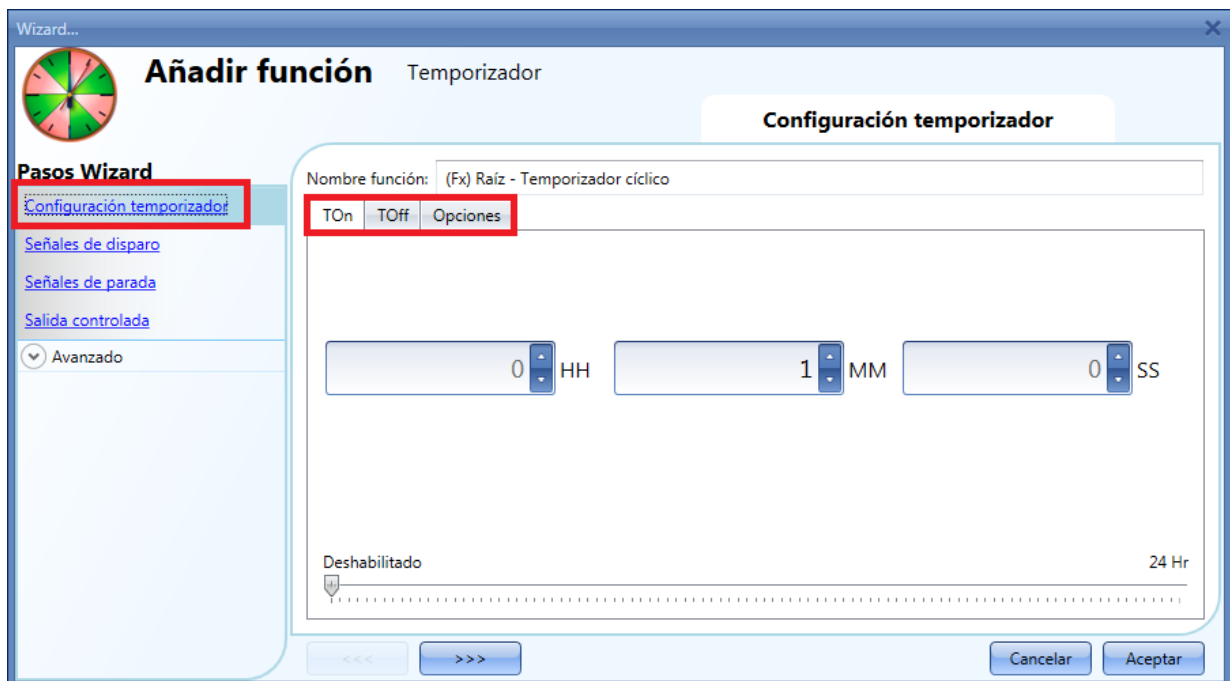 Wizard...
Añadir función Temporizador
Configuración temporizador
Pasos Wizard
Configuración temporizador
Señales de disparo
Señales de parada
Salida controlada
Avanzado
Nombre función: (Fx) Raíz - Temporizador cíclico
TOn TOff Opciones
0 HH 1 MM 0 SS
Deshabilitado 24 Hr
<<< >>> Cancelar Aceptar